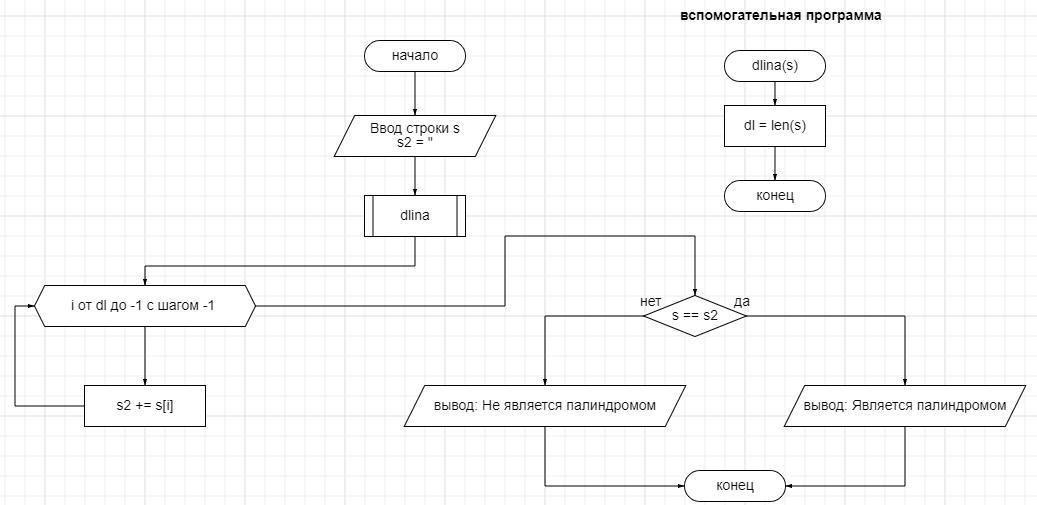 вспомогательная программа
начало
Ввод строки s
s2 = ''
dlina
dlina(s)
dl = len(s)
конец
i от dl до -1 с шагом -1
s2 += s[i]
нет
да
s == s2
вывод: Не является палиндромом
вывод: Является палиндромом
конец